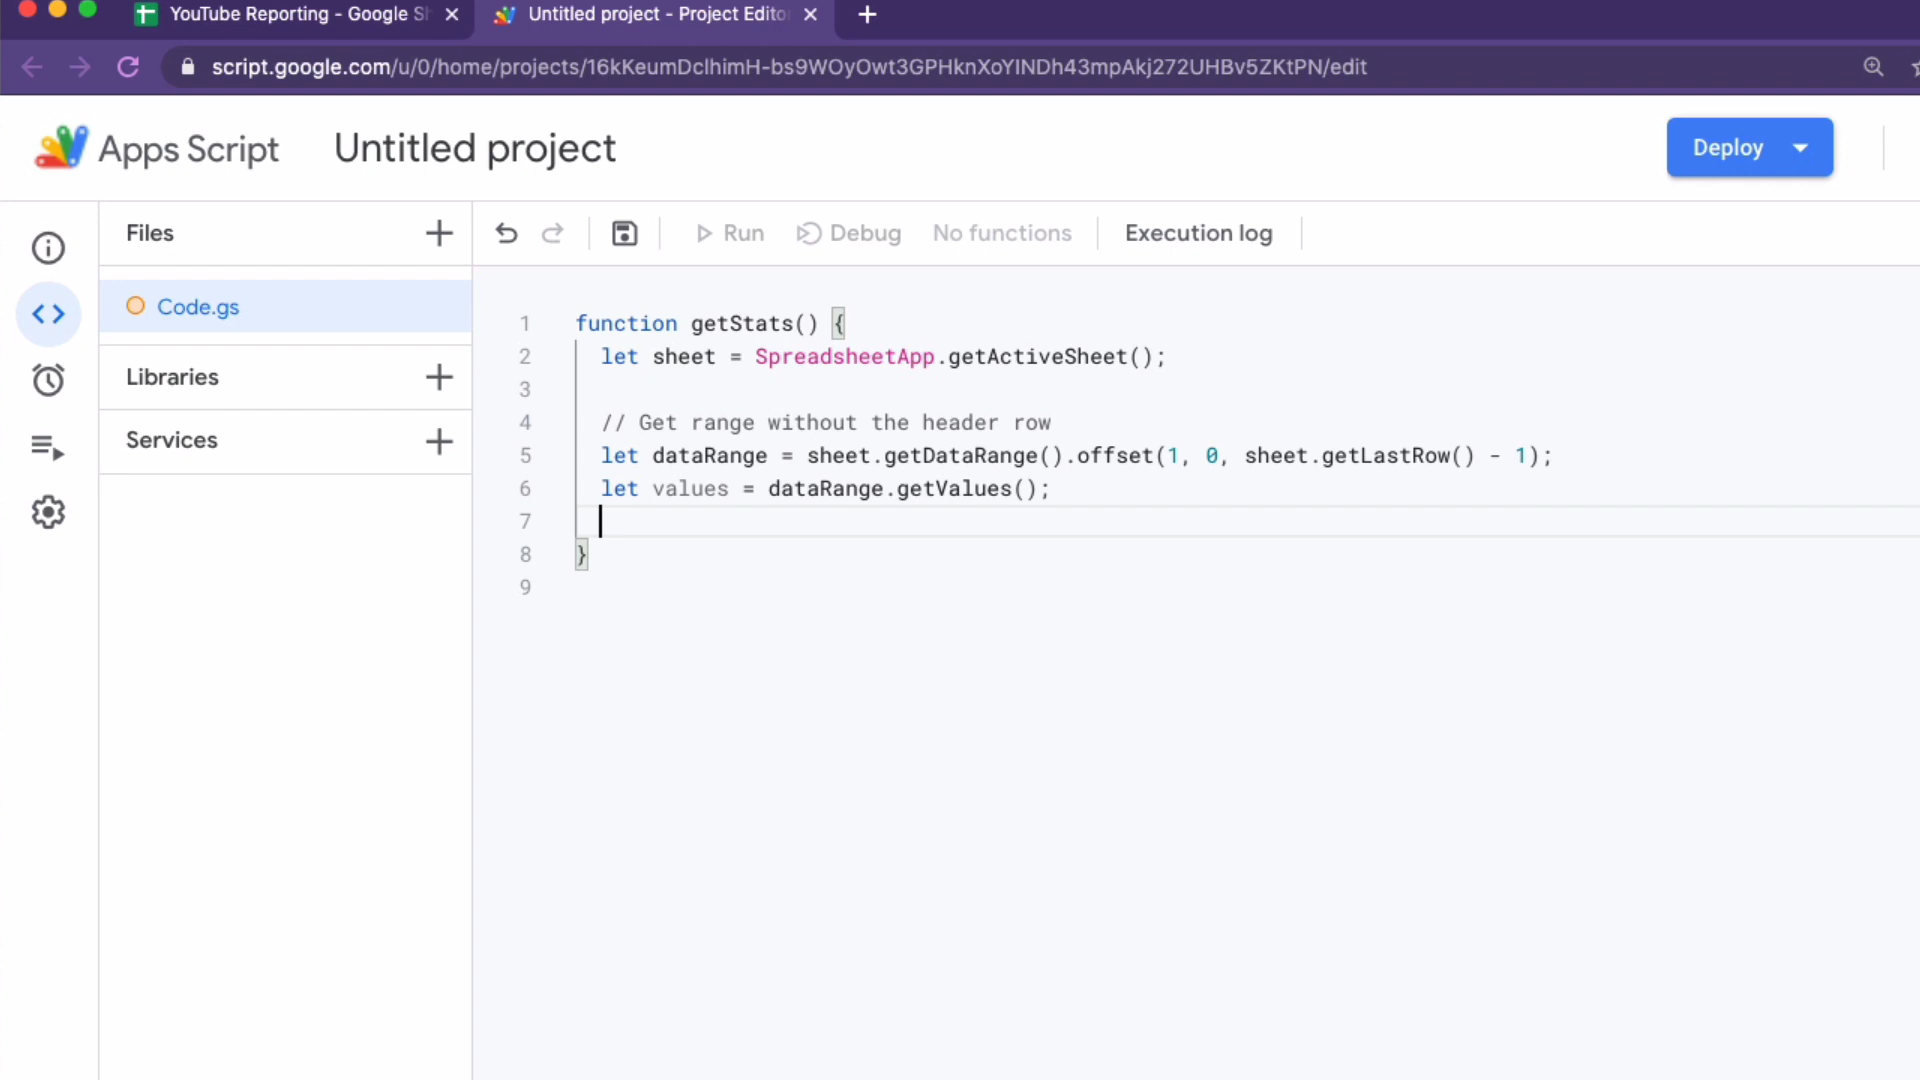 YouTube Reporting - Google Sh
Untitled project - Project Editor
script.google.com/u/0/home/projects/16kKeumDclhimH-bs9WOyOwt3GPHknXoYINDh43mpAkj272UHBv5ZKtPN/edit
Apps Script
Untitled project
Deploy
Files
Run
Debug
No functions
Execution log
Code.gs
Libraries
Services
1 function getStats() {
2 let sheet = SpreadsheetApp.getActiveSheet();
3
4 // Get range without the header row
5 let dataRange = sheet.getDataRange().offset(1, 0, sheet.getLastRow() - 1);
6 let values = dataRange.getValues();
7
8 }
9